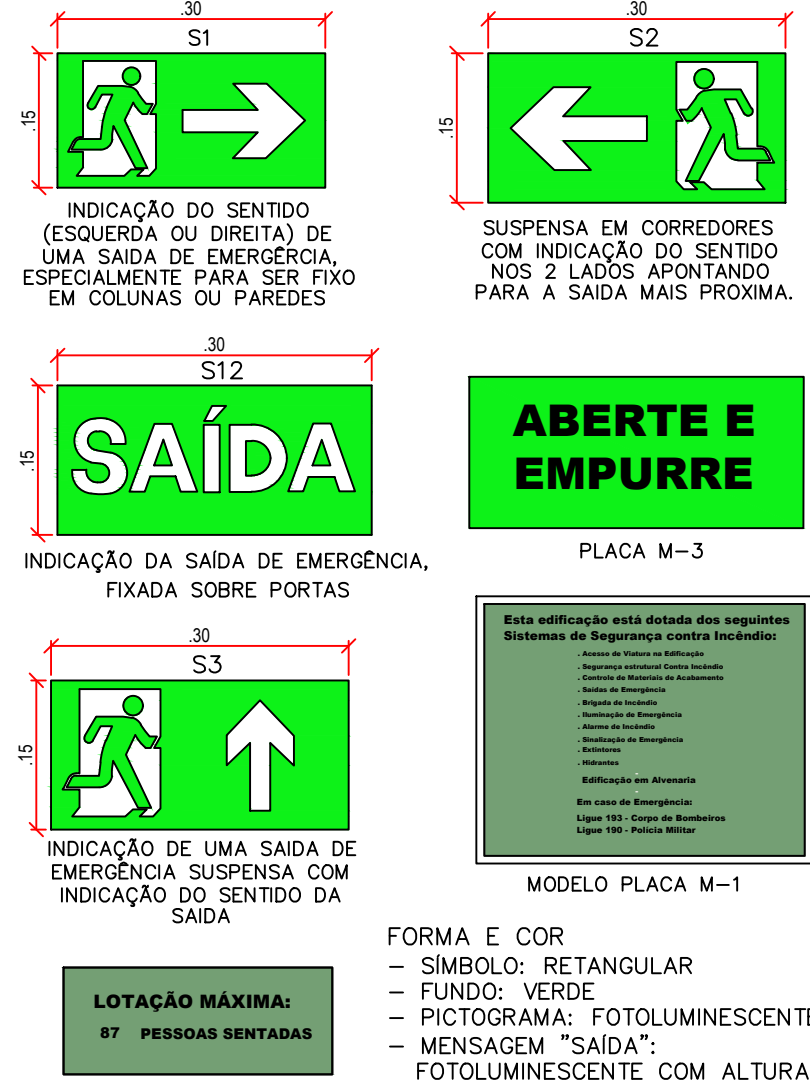 .30
S1
.15
INDICAÇÃO DO SENTIDO
(ESQUERDA OU DIREITA) DE
UMA SAIDA DE EMERGÊRCIA,
ESPECIALMENTE PARA SER FIXO
EM COLUNAS OU PAREDES
.30
S2
.15
SUSPENSA EM CORREDORES
COM INDICAÇÃO DO SENTIDO
NOS 2 LADOS APONTANDO
PARA A SAIDA MAIS PROXIMA.
.30
S12
.15
SAÍDA
INDICAÇÃO DA SAÍDA DE EMERGÊNCIA,
FIXADA SOBRE PORTAS
ABERTE E
EMPURRE
PLACA M-3
.30
S3
.15
INDICAÇÃO DE UMA SAIDA DE
EMERGÊNCIA SUSPENSA COM
INDICAÇÃO DO SENTIDO DA
SAIDA
Esta edificação está dotada dos seguintes
Sistemas de Segurança contra Incêndio:
. Acesso de Viatura na Edificação
. Segurança estrutural Contra Incêndio
. Controle de Materiais de Acabamento
. Saídas de Emergência
. Brigada de Incêndio
. Iluminação de Emergência
. Alarme de Incêndio
. Sinalização de Emergência
. Extintores
. Hidrantes
Edificação em Alvenaria
Em caso de Emergência:
Ligue 193 - Corpo de Bombeiros
Ligue 190 - Polícia Militar
MODELO PLACA M-1
LOTAÇÃO MÁXIMA:
87 PESSOAS SENTADAS
FORMA E COR
- SÍMBOLO: RETANGULAR
- FUNDO: VERDE
- PICTOGRAMA: FOTOLUMINESCENTE
- MENSAGEM "SAÍDA":
FOTOLUMINESCENTE COM ALTURA